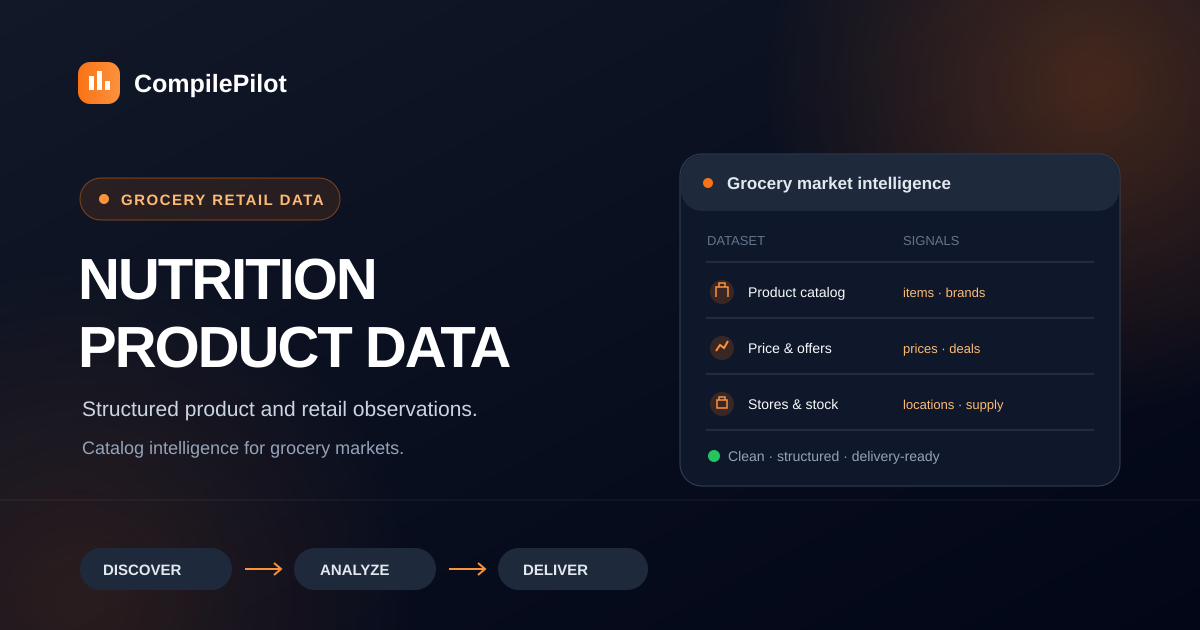 CompilePilot
GROCERY RETAIL DATA
NUTRITION
PRODUCT DATA
Structured product and retail observations.
Catalog intelligence for grocery markets.
Grocery market intelligence
DATASET SIGNALS
Product catalog items · brands
Price & offers prices · deals
Stores & stock locations · supply
Clean · structured · delivery-ready
DISCOVER ANALYZE DELIVER